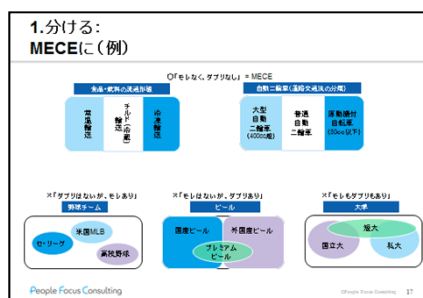 1.分ける:
MECEに(例)
○「モレなく、ダブりなし」 = MECE
食品・飲料の流通形態
自動二輪車(道路交通法の分類)
常温輸送
チルド(冷蔵)輸送
冷凍輸送
大型自動二輪車(400cc超)
普通自動二輪車
原動機付自転車(50cc以下)
×「ダブりはないが、モレあり」
×「モレはないが、ダブりあり」
×「モレもダブりもあり」
野球チーム
ビール
大学
米国MLB
セ・リーグ
高校野球
国産ビール
外国産ビール
プレミアムビール
短大
国立大
私大
People Focus Consulting
©People Focus Consulting
17